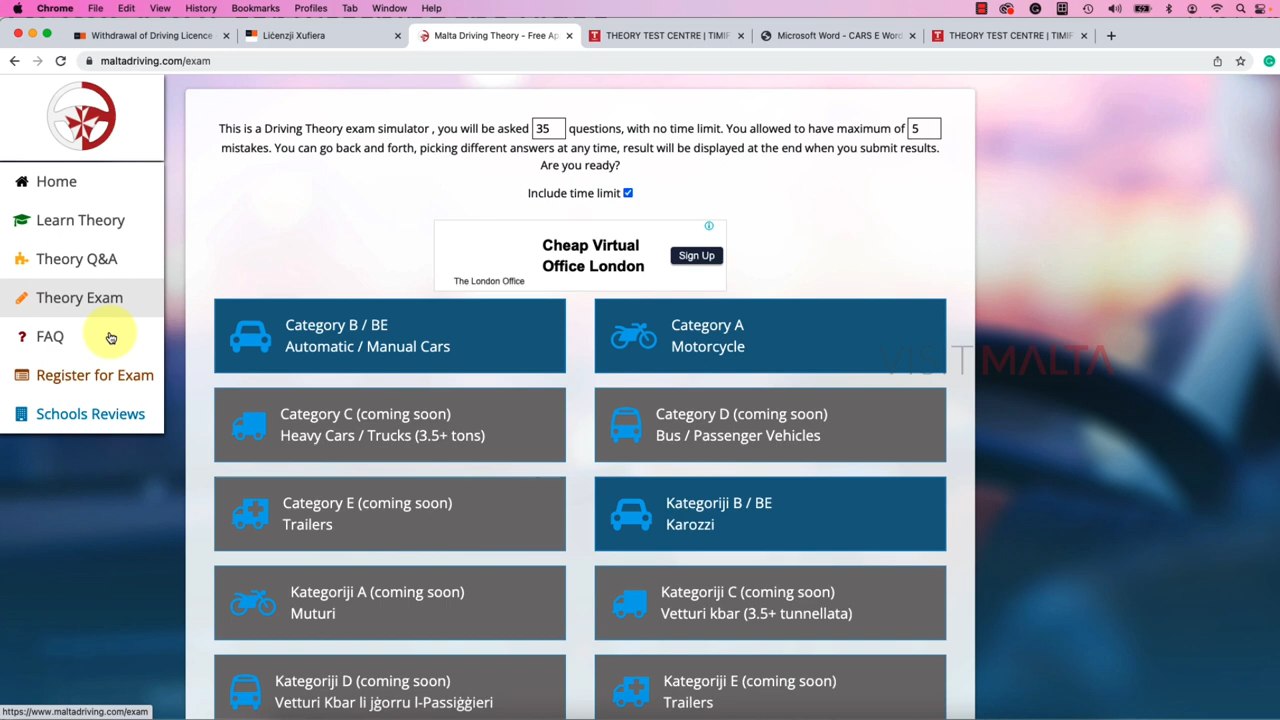 Chrome File Edit View History Bookmarks Profiles Tab Window Help
Withdrawal of Driving Licence
Liċenzji Xufiera
Malta Driving Theory – Free Ap
THEORY TEST CENTRE | TIMIF
Microsoft Word - CARS E Wor
THEORY TEST CENTRE | TIMIF
maltadriving.com/exam
Home
Learn Theory
Theory Q&A
Theory Exam
FAQ
Register for Exam
Schools Reviews
This is a Driving Theory exam simulator , you will be asked 35 questions, with no time limit. You allowed to have maximum of 5
mistakes. You can go back and forth, picking different answers at any time, result will be displayed at the end when you submit results.
Are you ready?
Include time limit
Cheap Virtual
Office London
The London Office
Sign Up
Category B / BE
Automatic / Manual Cars
Category A
Motorcycle
VISIT MALTA
Category C (coming soon)
Heavy Cars / Trucks (3.5+ tons)
Category D (coming soon)
Bus / Passenger Vehicles
Category E (coming soon)
Trailers
Kategoriji B / BE
Karozzi
Kategoriji A (coming soon)
Muturi
Kategoriji C (coming soon)
Vetturi kbar (3.5+ tunnellata)
Kategoriji D (coming soon)
Vetturi Kbar li jġorru l-Passiġġieri
Kategoriji E (coming soon)
Trailers
https://www.maltadriving.com/exam